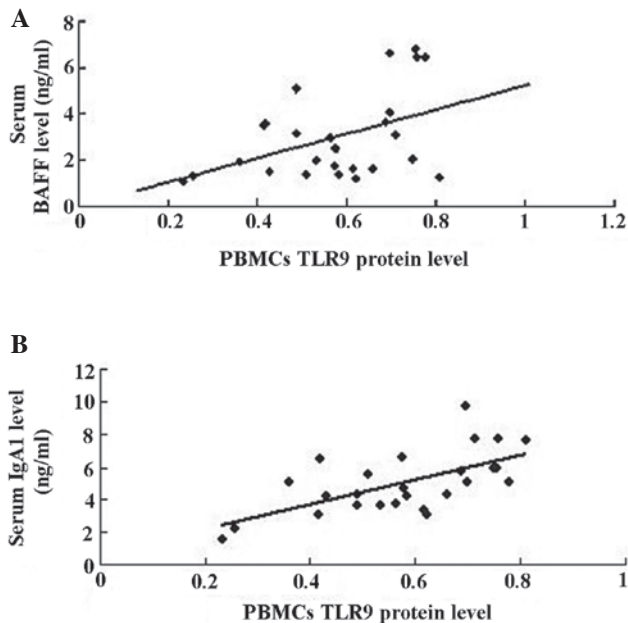 A
Serum
BAFF level (ng/ml)
8
6
4
2
0
0 0.2 0.4 0.6 0.8 1 1.2
PBMCs TLR9 protein level
B
Serum IgA1 level
(ng/ml)
12
10
8
6
4
2
0
0 0.2 0.4 0.6 0.8 1
PBMCs TLR9 protein level